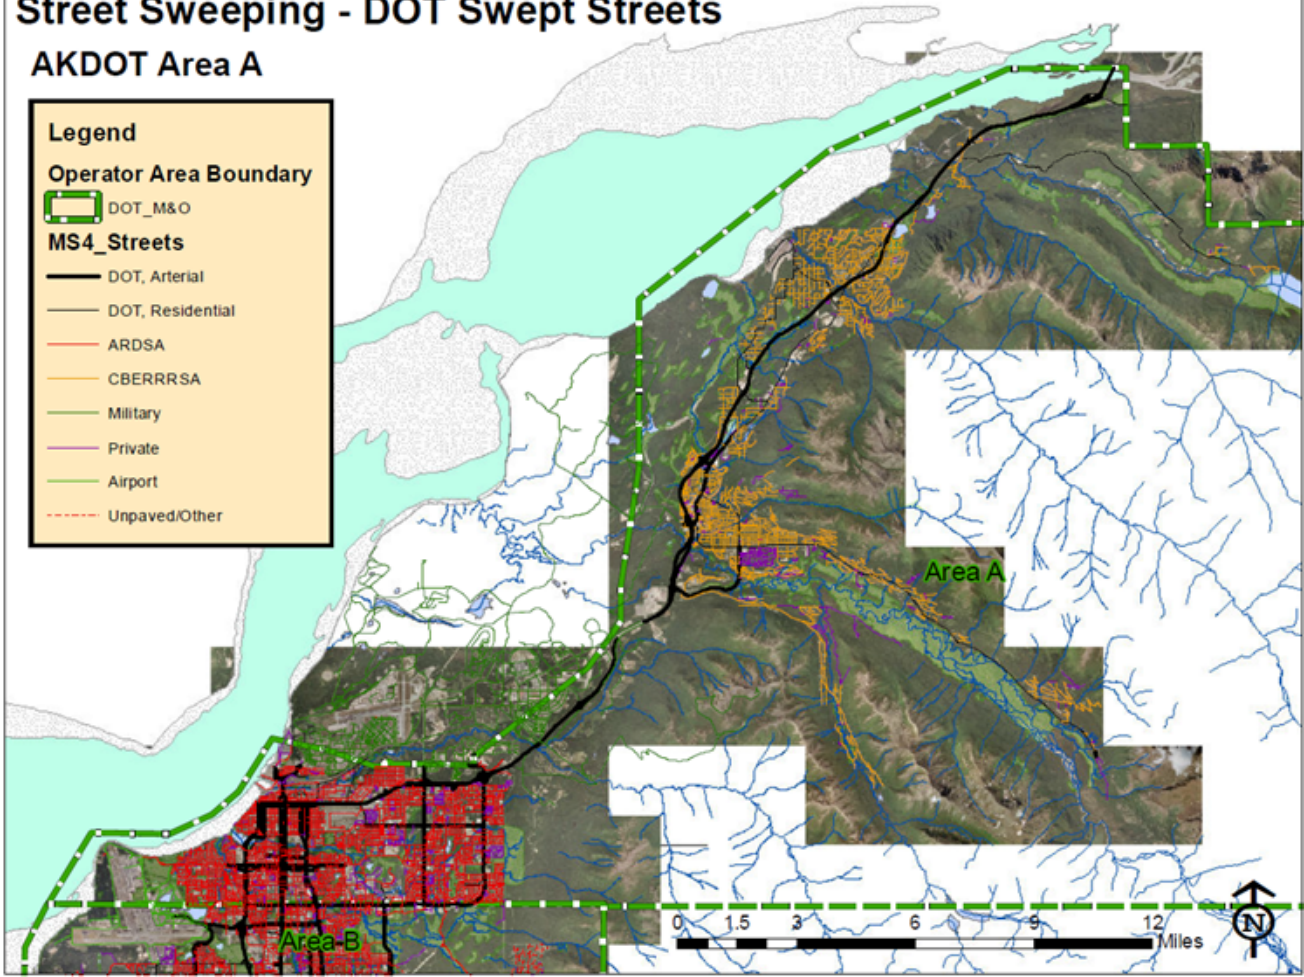 Street Sweeping - DOT Swept Streets
AKDOT Area A
Legend
Operator Area Boundary
DOT_M&O
MS4_Streets
DOT, Arterial
DOT, Residential
ARDSA
CBERRRSA
Military
Private
Airport
Unpaved/Other
Area A
Area B
0 1.5 3 6 9 12
Miles
N